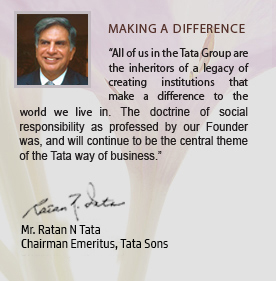 MAKING A DIFFERENCE
“All of us in the Tata Group are
the inheritors of a legacy of
creating institutions that
make a difference to the
world we live in. The doctrine of social
responsibility as professed by our Founder
was, and will continue to be the central theme
of the Tata way of business.”
Ratan N. Tata
Mr. Ratan N Tata
Chairman Emeritus, Tata Sons